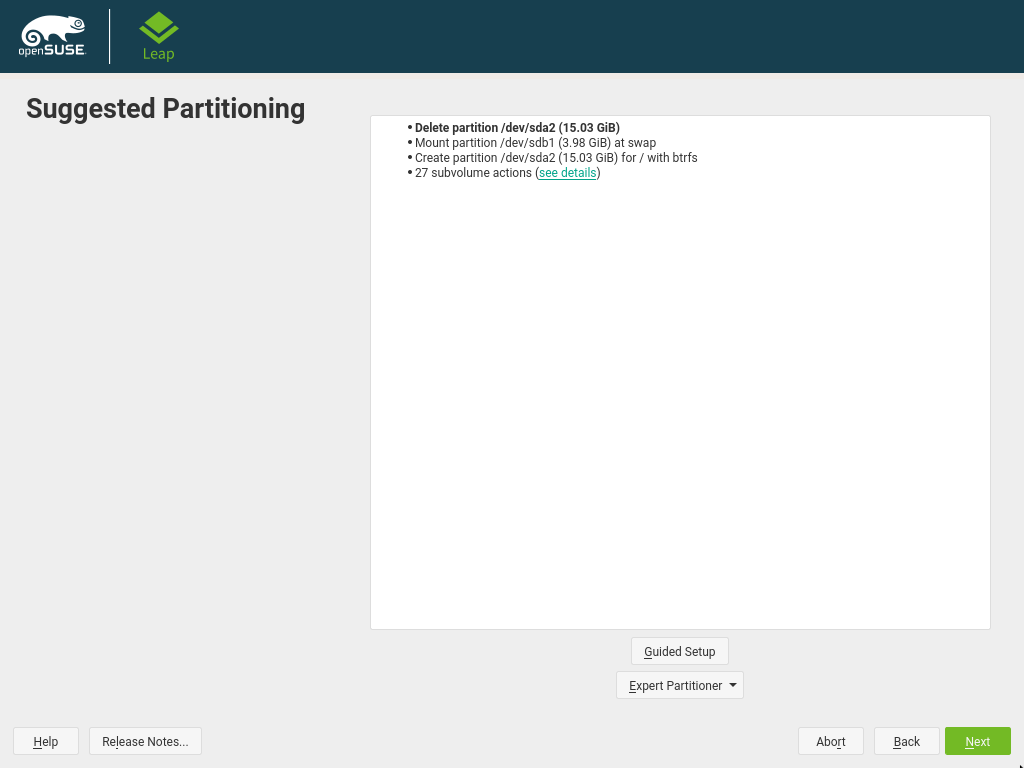 openSUSE
Leap
Suggested Partitioning
• Delete partition /dev/sda2 (15.03 GiB)
• Mount partition /dev/sdb1 (3.98 GiB) at swap
• Create partition /dev/sda2 (15.03 GiB) for / with btrfs
• 27 subvolume actions (see details)
Guided Setup
Expert Partitioner
Help Release Notes... Abort Back Next